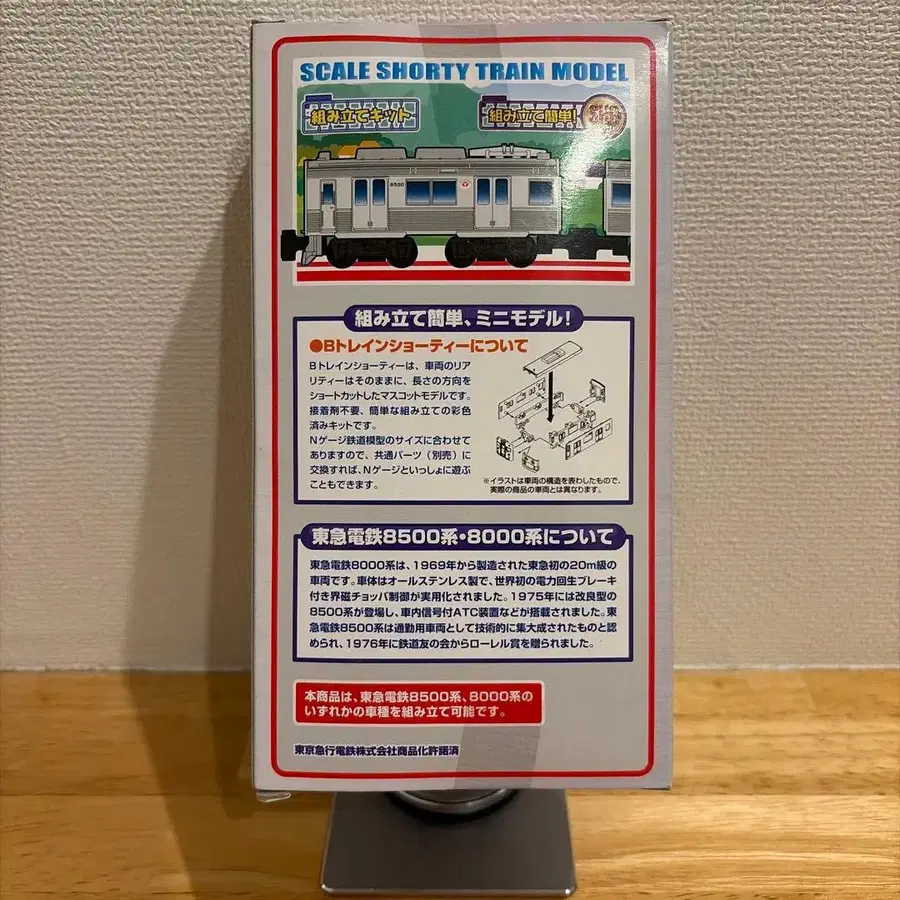 SCALE SHORTY TRAIN MODEL
組み立てキット
組み立て簡単!
8530
組み立て簡単、ミニモデル!
●Bトレインショーティーについて
Bトレインショーティーは、車両のリア
リティーはそのままに、長さの方向を
ショートカットしたマスコットモデルです。
接着剤不要、簡単な組み立ての彩色
済みキットです。
Nゲージ鉄道模型のサイズに合わせて
ありますので、共通パーツ(別売)に
交換すれば、Nゲージといっしょに遊ぶ
こともできます。
※イラストは車両の構造を表わしたもので、
実際の商品の車両とは異なります。
東急電鉄8500系・8000系について
東急電鉄8000系は、1969年から製造された東急初の20m級の
車両です。車体はオールステンレス製で、世界初の電力回生ブレーキ
付き界磁チョッパ制御が実用化されました。1975年には改良型の
8500系が登場し、車内信号付ATC装置などが搭載されました。東
急電鉄8500系は通勤用車両として技術的に集大成されたものと認
められ、1976年に鉄道友の会からローレル賞を贈られました。
本商品は、東急電鉄8500系、8000系の
いずれかの車種を組み立て可能です。
東京急行電鉄株式会社商品化許諾済